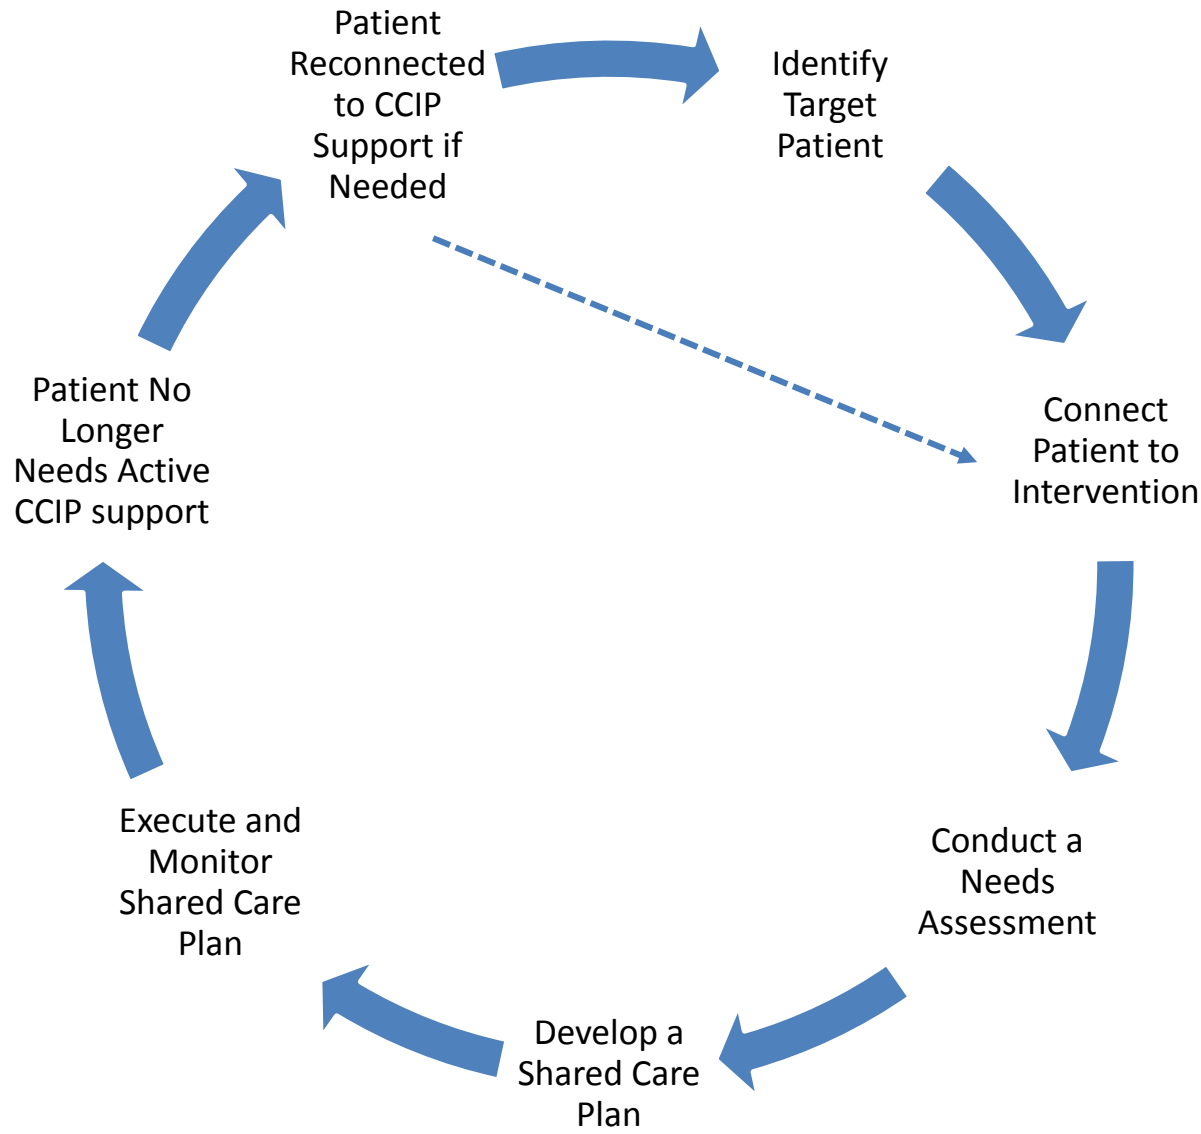 Patient
Reconnected
to CCIP
Support if
Needed
Identify
Target
Patient
Connect
Patient to
Intervention
Conduct a
Needs
Assessment
Develop a
Shared Care
Plan
Execute and
Monitor
Shared Care
Plan
Patient No
Longer
Needs Active
CCIP support